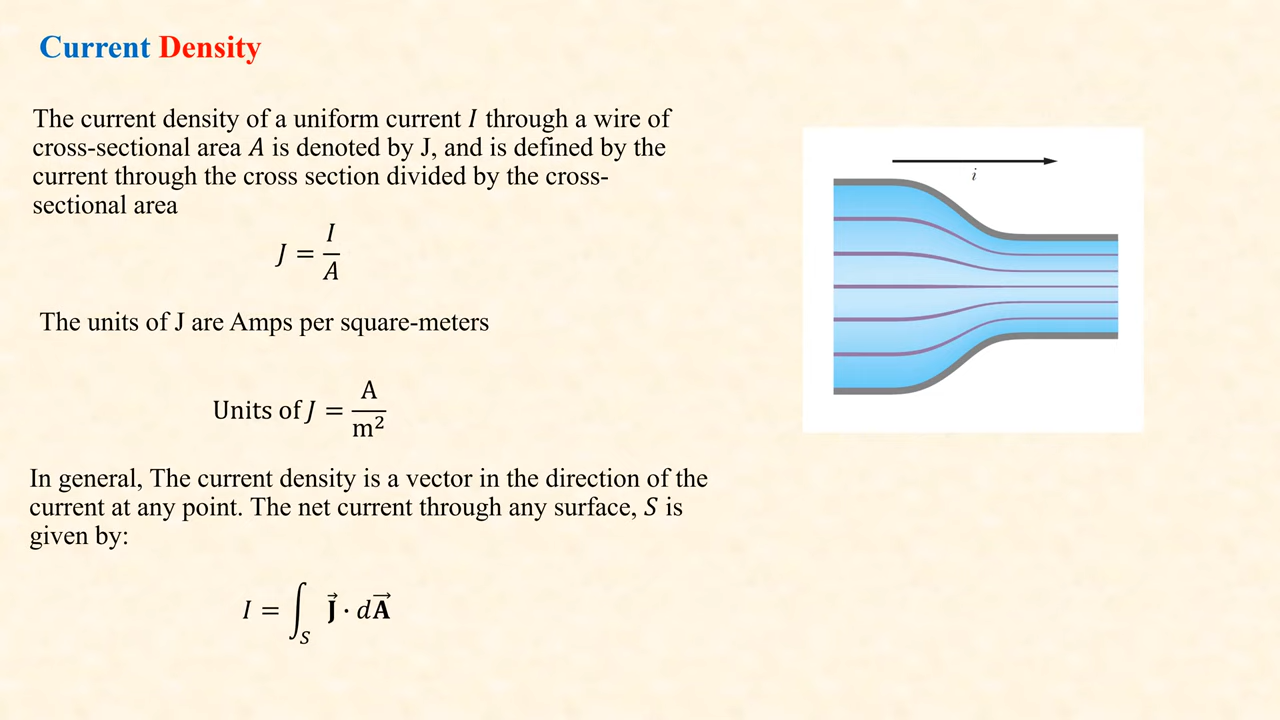 Current Density
The current density of a uniform current I through a wire of
cross-sectional area A is denoted by J, and is defined by the
current through the cross section divided by the cross-
sectional area
J = I/A
The units of J are Amps per square-meters
Units of J = A/m²
In general, The current density is a vector in the direction of the
current at any point. The net current through any surface, S is
given by:
I = ∫_S J⃗ · dA⃗
i